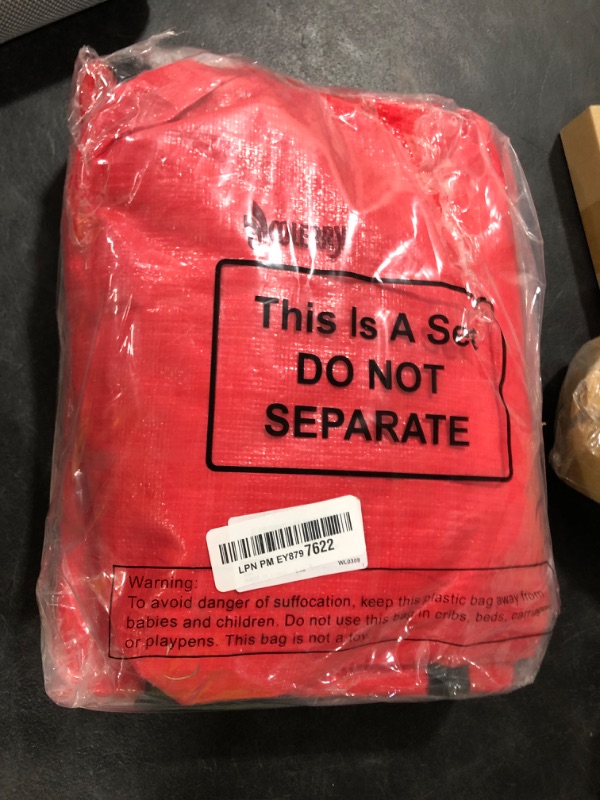 This Is A Set
DO NOT
SEPARATE
LPN PM EY879 7622
WL0309
Warning:
To avoid danger of suffocation, keep this plastic bag away from
babies and children. Do not use this bag in cribs, beds, carriages
or playpens. This bag is not a toy.